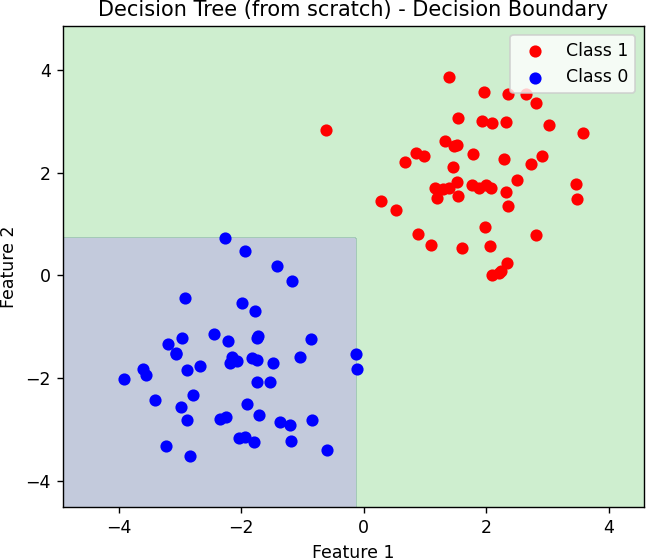 Decision Tree (from scratch) - Decision Boundary
Class 1
Class 0
Feature 2
4
2
0
−2
−4
−4
−2
0
2
4
Feature 1